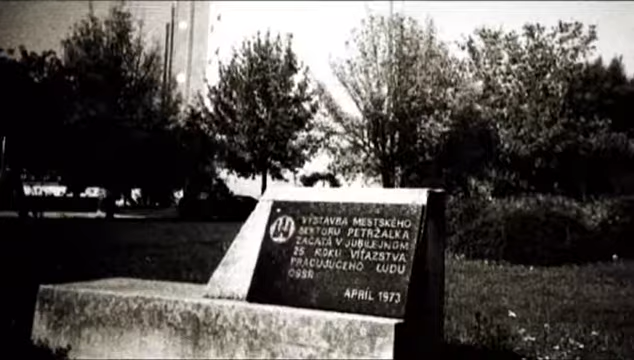 VÝSTAVBA MESTSKÉHO
SEKTORU PETRŽALKA
ZAČATÁ V JUBILEJNOM
25 ROKU VÍŤAZSTVA
PRACUJÚCEHO ĽUDU
ČSSR
APRÍL 1973